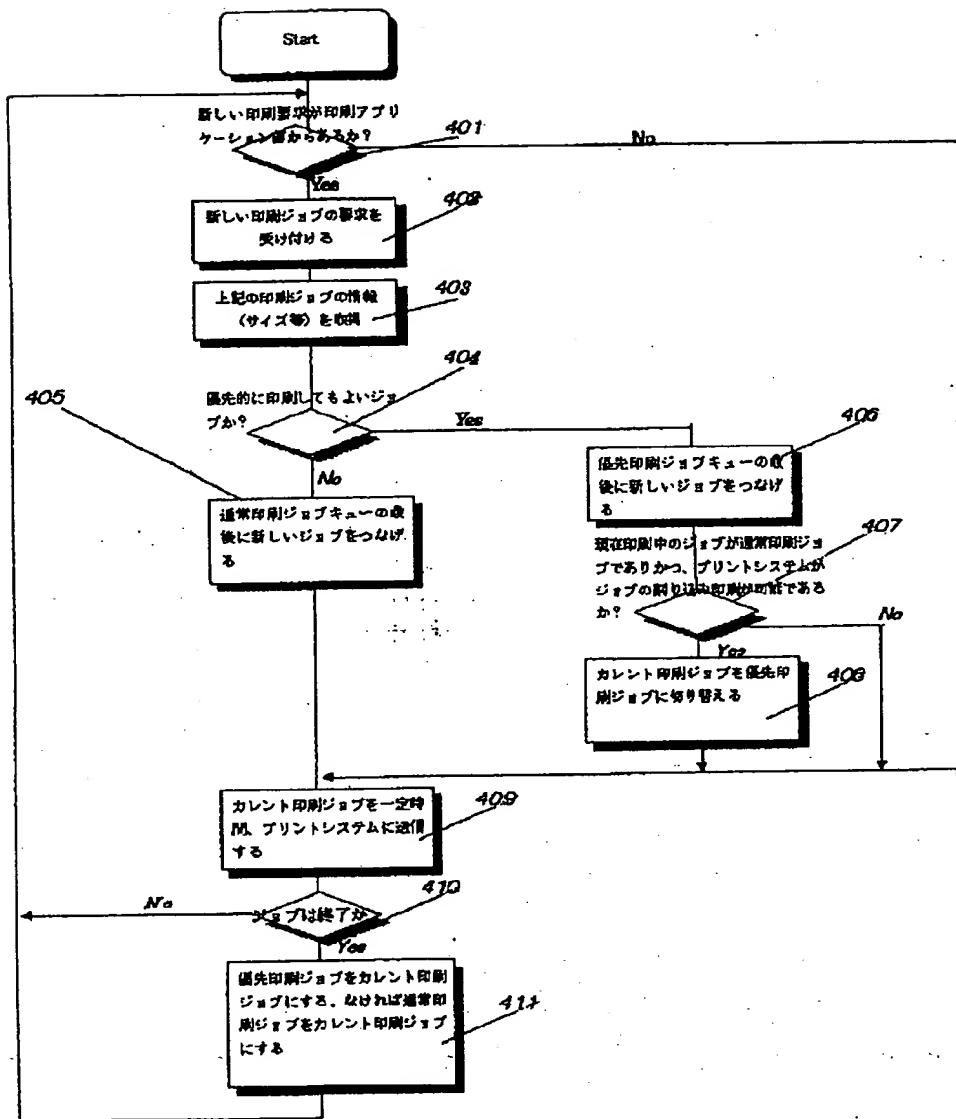 Start
新しい印刷要求が印刷アプリ
ケーション部からあるか?
401
No
Yes
新しい印刷ジョブの要求を
受け付ける
402
上記の印刷ジョブの情報
(サイズ等)を取得
403
404
405
優先的に印刷してもよいジョ
ブか?
Yes
No
406
優先印刷ジョブキューの最
後に新しいジョブをつなげ
る
通常印刷ジョブキューの最
後に新しいジョブをつなげ
る
407
現在印刷中のジョブが通常印刷ジョ
ブでありかつ、プリントシステムが
ジョブの割り込み印刷が可能である
か?
No
Yes
カレント印刷ジョブを優先印
刷ジョブに切り替える
408
カレント印刷ジョブを一定時
間、プリントシステムに送信
する
409
410
No
ジョブは終了か
Yes
優先印刷ジョブをカレント印刷
ジョブにする、なければ通常印
刷ジョブをカレント印刷ジョブ
にする
411